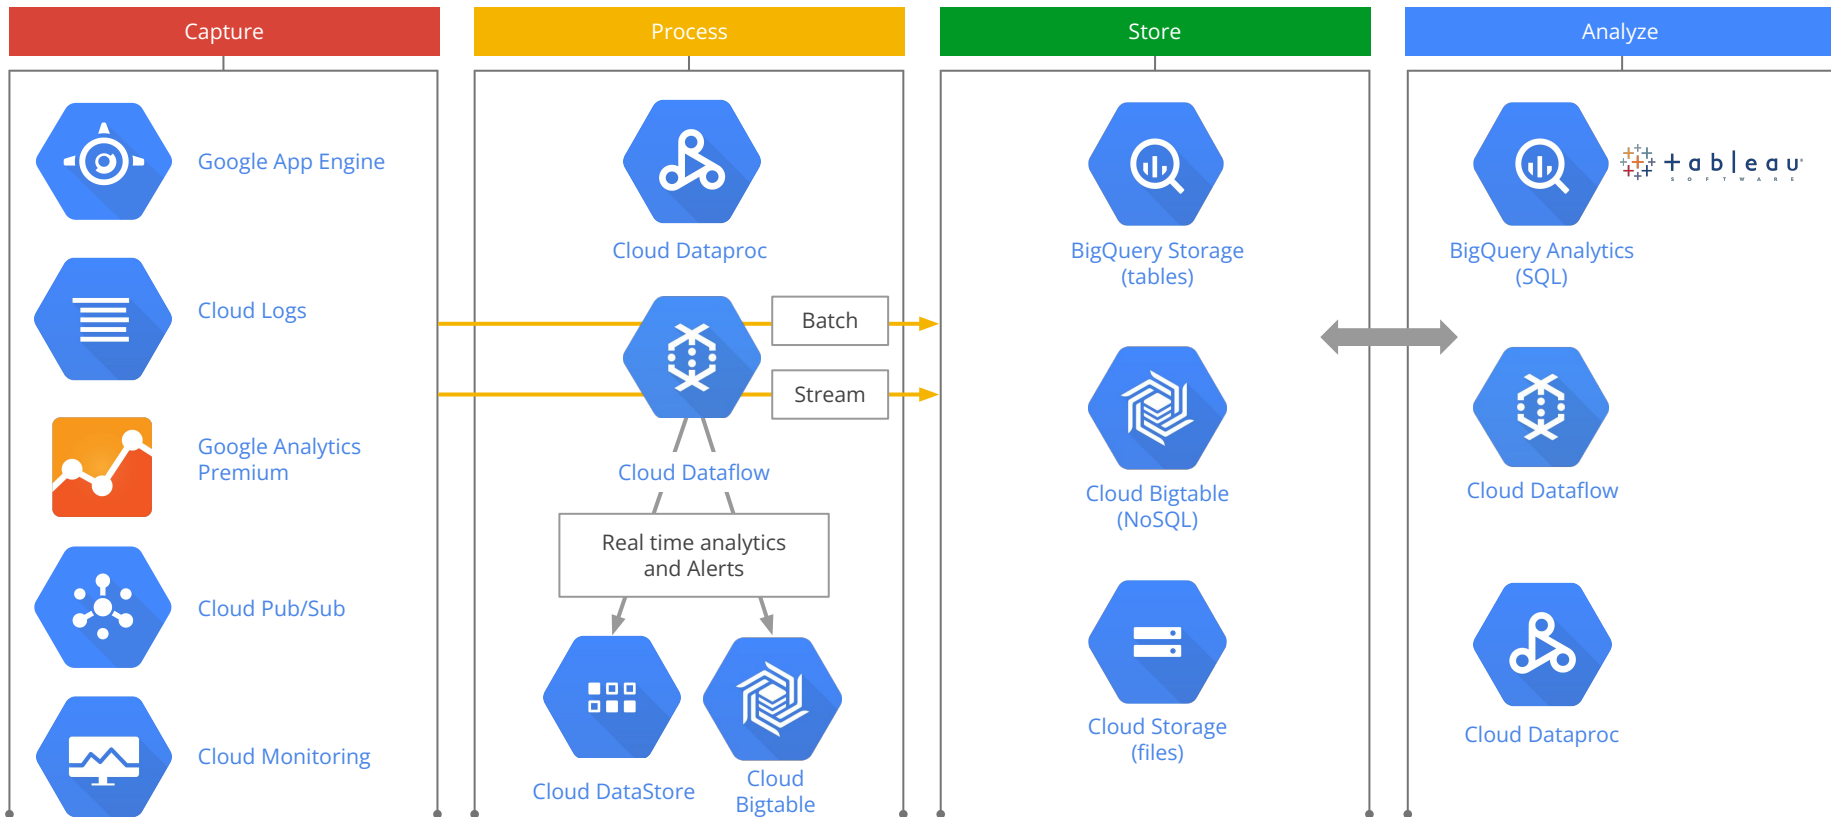 Capture
Google App Engine
Cloud Logs
Google Analytics
Premium
Cloud Pub/Sub
Cloud Monitoring
Process
Cloud Dataproc
Batch
Stream
Cloud Dataflow
Real time analytics
and Alerts
Cloud DataStore
Cloud
Bigtable
Store
BigQuery Storage
(tables)
Cloud Bigtable
(NoSQL)
Cloud Storage
(files)
Analyze
tableau
SOFTWARE
BigQuery Analytics
(SQL)
Cloud Dataflow
Cloud Dataproc